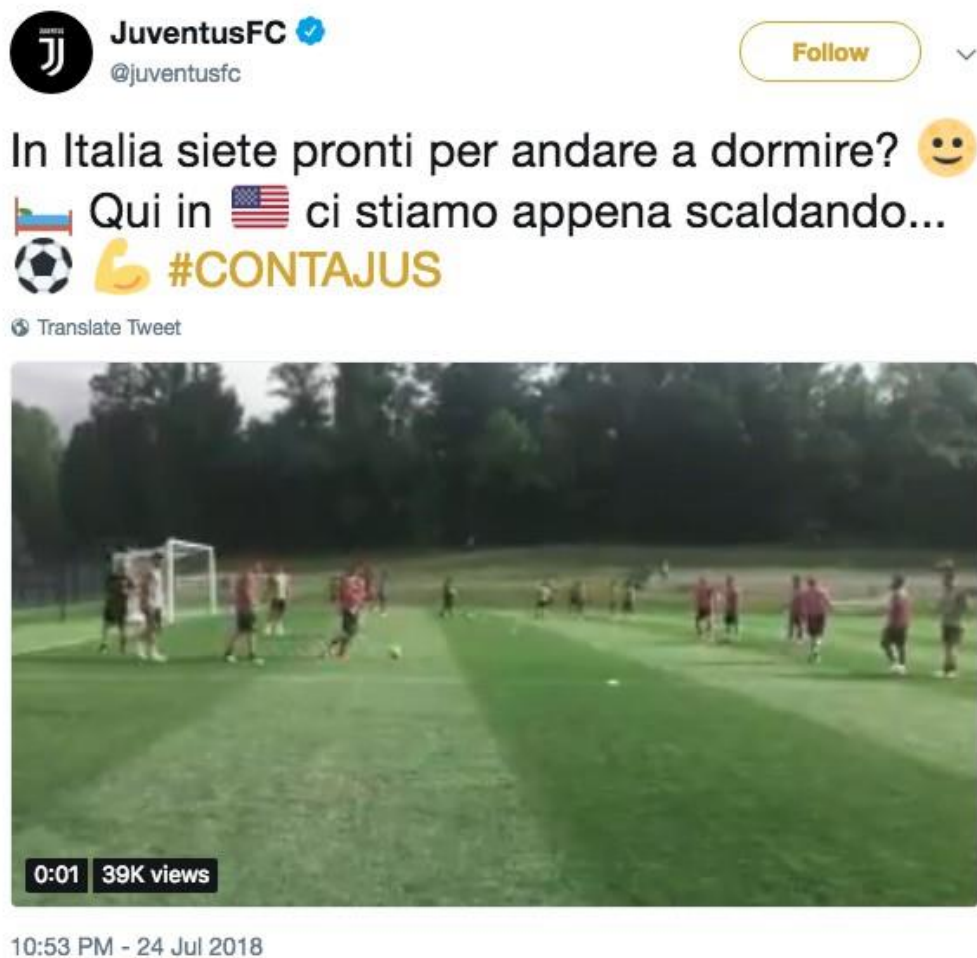 JuventusFC
@juventusfc
Follow
In Italia siete pronti per andare a dormire? 🙂
🛏️ Qui in 🇺🇸 ci stiamo appena scaldando...
⚽ 💪 #CONTAJUS
Translate Tweet
0:01 39K views
10:53 PM - 24 Jul 2018